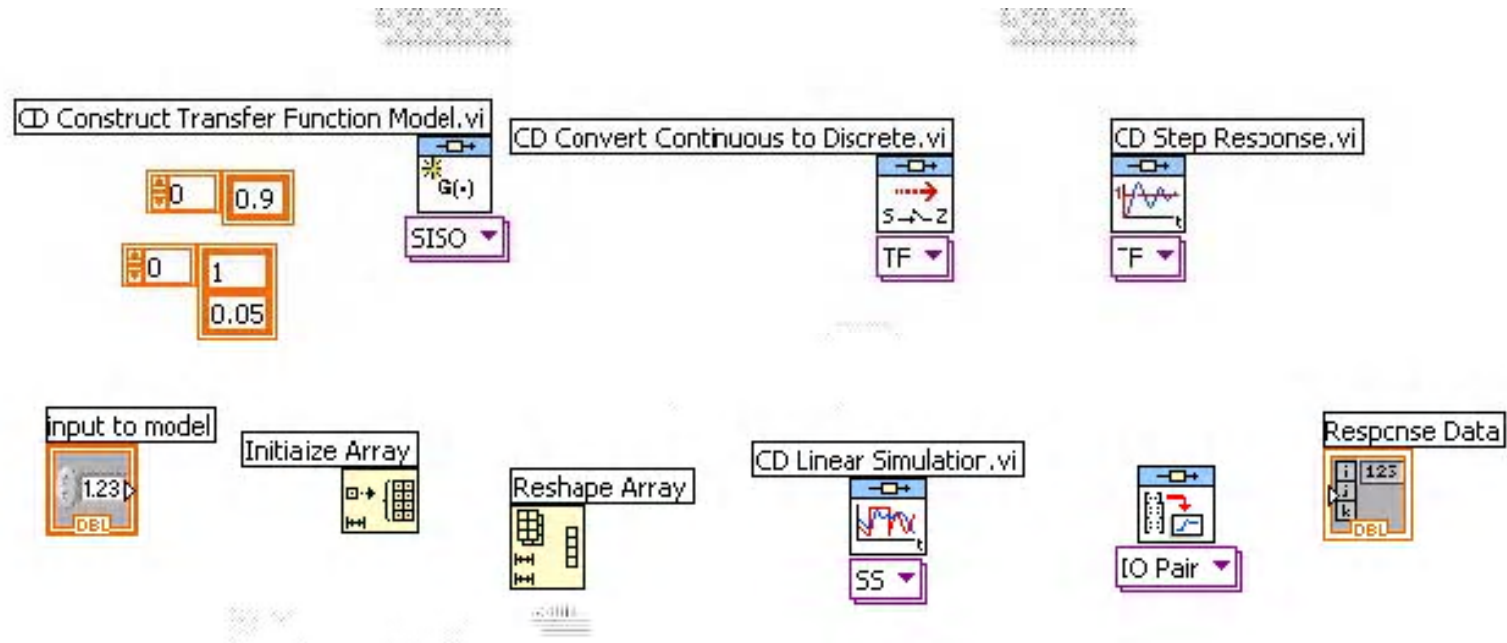 CD Construct Transfer Function Model.vi
CD Convert Continuous to Discrete.vi
CD Step Response.vi
G(•)
SISO
0
0.9
0
1
0.05
S Z
TF
1
t
TF
input to model
1.23
DBL
Initiaize Array
Reshape Array
CD Linear Simulation.vi
t
SS
IO Pair
Response Data
i
j
k
123
DBL